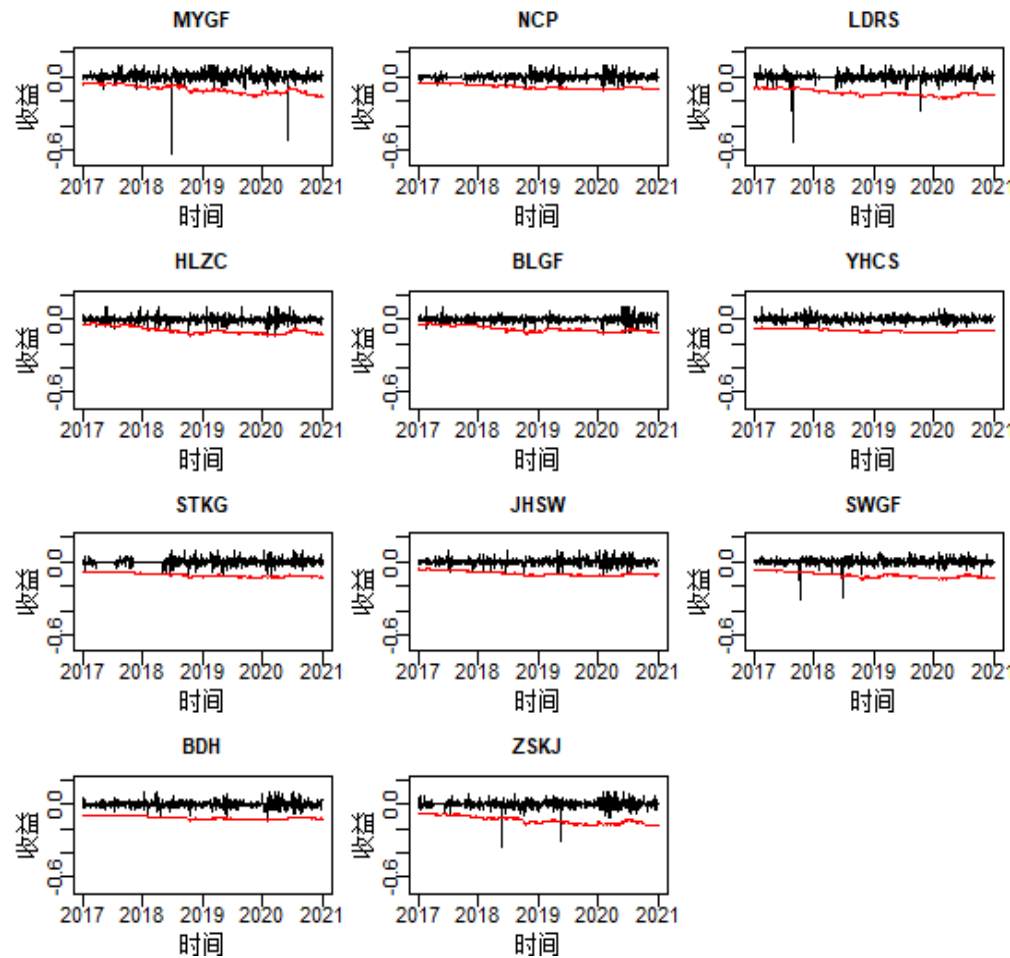 MYGF NCP LDRS
收益 0.0 -0.6 收益 0.0 -0.6 收益 0.0 -0.6
2017 2018 2019 2020 2021 2017 2018 2019 2020 2021 2017 2018 2019 2020 2021
时间 时间 时间
HLZC BLGF YHCS
收益 0.0 -0.6 收益 0.0 -0.6 收益 0.0 -0.6
2017 2018 2019 2020 2021 2017 2018 2019 2020 2021 2017 2018 2019 2020 2021
时间 时间 时间
STKG JHSW SWGF
收益 0.0 -0.6 收益 0.0 -0.6 收益 0.0 -0.6
2017 2018 2019 2020 2021 2017 2018 2019 2020 2021 2017 2018 2019 2020 2021
时间 时间 时间
BDH ZSKJ
收益 0.0 -0.6 收益 0.0 -0.6
2017 2018 2019 2020 2021 2017 2018 2019 2020 2021
时间 时间